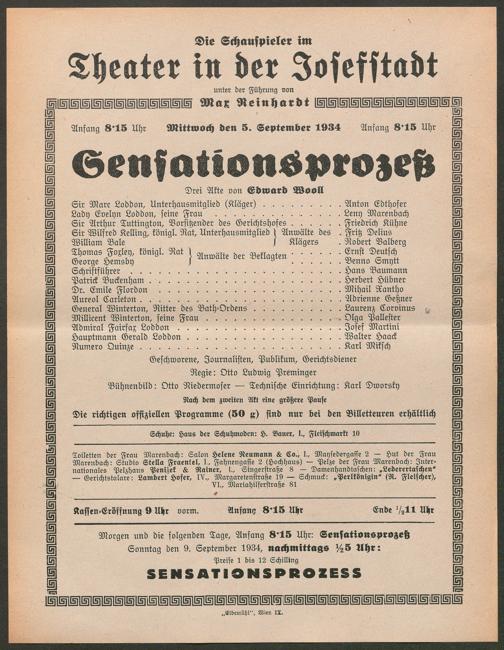 Die Schauspieler im
Theater in der Josefstadt
unter der Führung von
Max Reinhardt
Anfang 8·15 Uhr Mittwoch den 5. September 1934 Anfang 8·15 Uhr
Sensationsprozeß
Drei Akte von Edward Wooll
Sir Marc Loddon, Unterhausmitglied (Kläger) . . . . . . . . Anton Edthofer
Lady Evelyn Loddon, seine Frau . . . . . . . . Leny Marenbach
Sir Arthur Tuttington, Vorsitzender des Gerichtshofes . . . . . . Friedrich Kühne
Sir Wilfred Kelling, königl. Rat, Unterhausmitglied } Anwälte des . Fritz Delius
William Bale } Klägers . Robert Valberg
Thomas Foxley, königl. Rat } Anwälte der Beklagten . . . . . . Ernst Deutsch
George Hemsby } Benno Smytt
Schriftführer . . . . . . . . Hans Baumann
Patrick Buckenham . . . . . . . . Herbert Hübner
Dr. Emile Flordon . . . . . . . . Mihail Xantho
Aureol Carleton . . . . . . . . Adrienne Geßner
General Winterton, Ritter des Bath-Ordens . . . . . . . . Laurenz Corvinus
Millicent Winterton, seine Frau . . . . . . . . Olga Pallester
Admiral Fairfax Loddon . . . . . . . . Josef Martini
Hauptmann Gerald Loddon . . . . . . . . Walter Haack
Numero Quinze . . . . . . . . Karl Miksch
Geschworene, Journalisten, Publikum, Gerichtsdiener
Regie: Otto Ludwig Preminger
Bühnenbild: Otto Niedermoser — Technische Einrichtung: Karl Dworsky
Nach dem zweiten Akt eine größere Pause
Die richtigen offiziellen Programme (50 g) sind nur bei den Billetteuren erhältlich
Schuhe: Haus der Schuhmoden: H. Bauer, I., Fleischmarkt 10
Toiletten der Frau Marenbach: Salon Helene Neumann & Co., I., Maysedergasse 2 — Hut der Frau
Marenbach: Studio Stella Fraentel, I., Fahnengasse 2 (Hochhaus) — Pelze der Frau Marenbach: Inter-
nationales Pelzhaus Penizek & Rainer, I., Singerstraße 8 — Damenhandtaschen: „Lederertaschen“
— Gerichtstalare: Lambert Hofer, IV., Margaretenstraße 19 — Schmuck: „Perlkönigin“ (R. Fleischer),
VI., Mariahilferstraße 81
Kassen-Eröffnung 9 Uhr vorm. Anfang 8·15 Uhr Ende ½11 Uhr
Morgen und die folgenden Tage, Anfang 8·15 Uhr: Sensationsprozeß
Sonntag den 9. September 1934, nachmittags ½5 Uhr:
Preise 1 bis 12 Schilling
SENSATIONSPROZESS
„Elbemühl“, Wien IX.